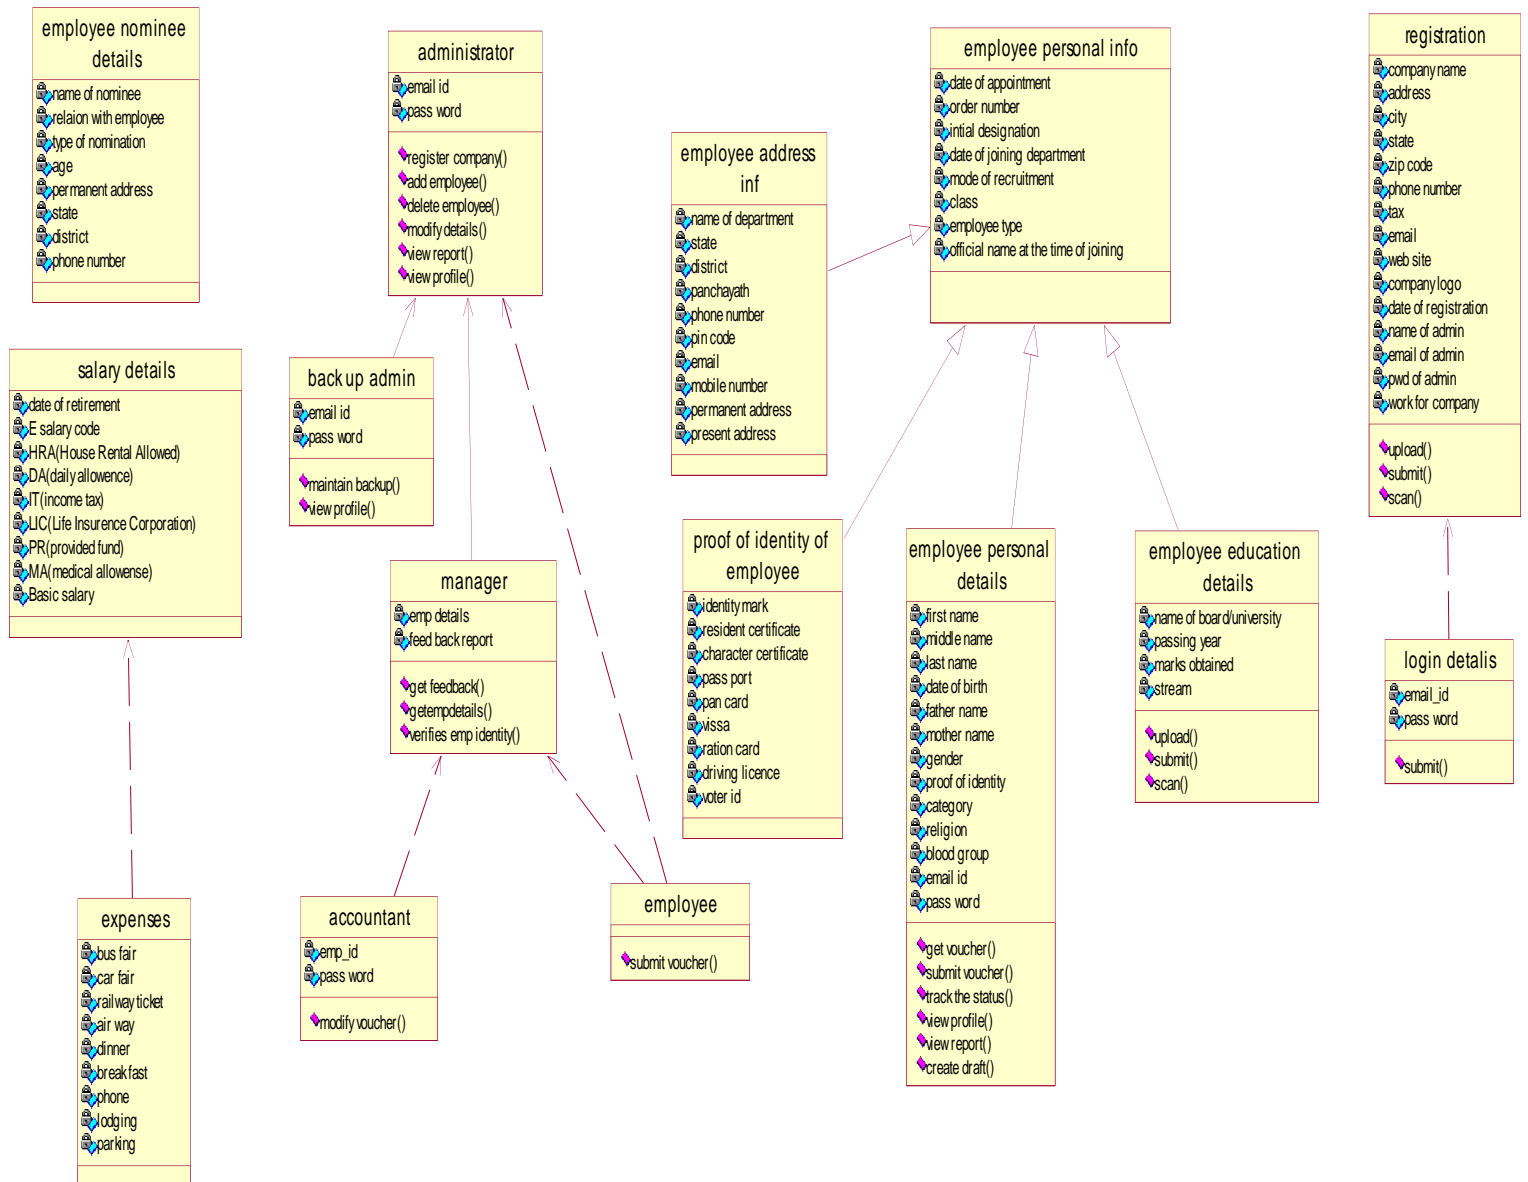 employee nominee
details
name of nominee
relaion with employee
type of nomination
age
permanent address
state
district
phone number
salary details
date of retirement
E salary code
HRA(House Rental Allowed)
DA(daily allowence)
IT(income tax)
LIC(Life Insurence Corporation)
PR(provided fund)
MA(medical allowense)
Basic salary
expenses
bus fair
car fair
railway ticket
air way
dinner
break fast
phone
lodging
parking
administrator
email id
pass word
register company()
add employee()
delete employee()
modify details()
view report()
view profile()
back up admin
email id
pass word
maintain backup()
view profile()
manager
emp details
feed back report
get feedback()
getempdetails()
verifies emp identity()
accountant
emp_id
pass word
modify voucher()
employee
submit voucher()
employee address
inf
name of department
state
district
panchayath
phone number
pin code
email
mobile number
permanent address
present address
employee personal info
date of appointment
order number
intial designation
date of joining department
mode of recruitment
class
employee type
official name at the time of joining
proof of identity of
employee
identity mark
resident certificate
character certificate
pass port
pan card
vissa
ration card
driving licence
voter id
employee personal
details
first name
middle name
last name
date of birth
father name
mother name
gender
proof of identity
category
religion
blood group
email id
pass word
get voucher()
submit voucher()
track the status()
view profile()
view report()
create draft()
employee education
details
name of board/university
passing year
marks obtained
stream
upload()
submit()
scan()
registration
company name
address
city
state
zip code
phone number
tax
email
web site
company logo
date of registration
name of admin
email of admin
pwd of admin
work for company
upload()
submit()
scan()
login detalis
email_id
pass word
submit()